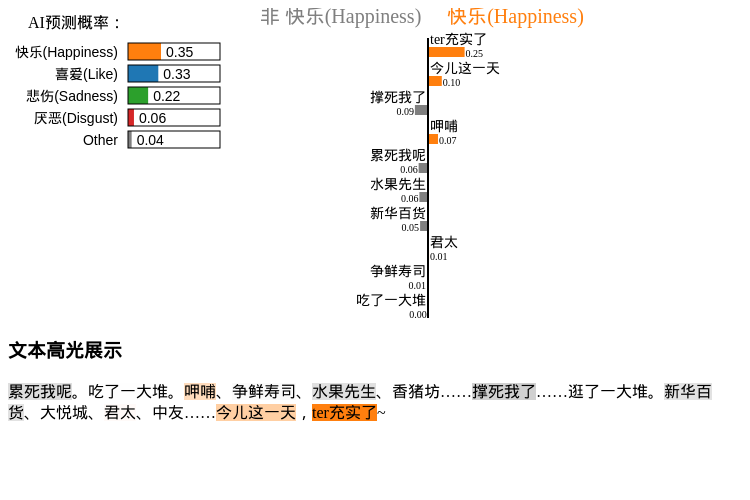 AI预测概率：
快乐(Happiness) 0.35
喜爱(Like) 0.33
悲伤(Sadness) 0.22
厌恶(Disgust) 0.06
Other 0.04
非 快乐(Happiness) 快乐(Happiness)
ter充实了
0.25
今儿这一天
0.10
撑死我了
0.09
呷哺
0.07
累死我呢
0.06
水果先生
0.06
新华百货
0.05
君太
0.01
争鲜寿司
0.01
吃了一大堆
0.00
文本高光展示
累死我呢。吃了一大堆。呷哺、争鲜寿司、水果先生、香猪坊……撑死我了……逛了一大堆。新华百
货、大悦城、君太、中友……今儿这一天，ter充实了~